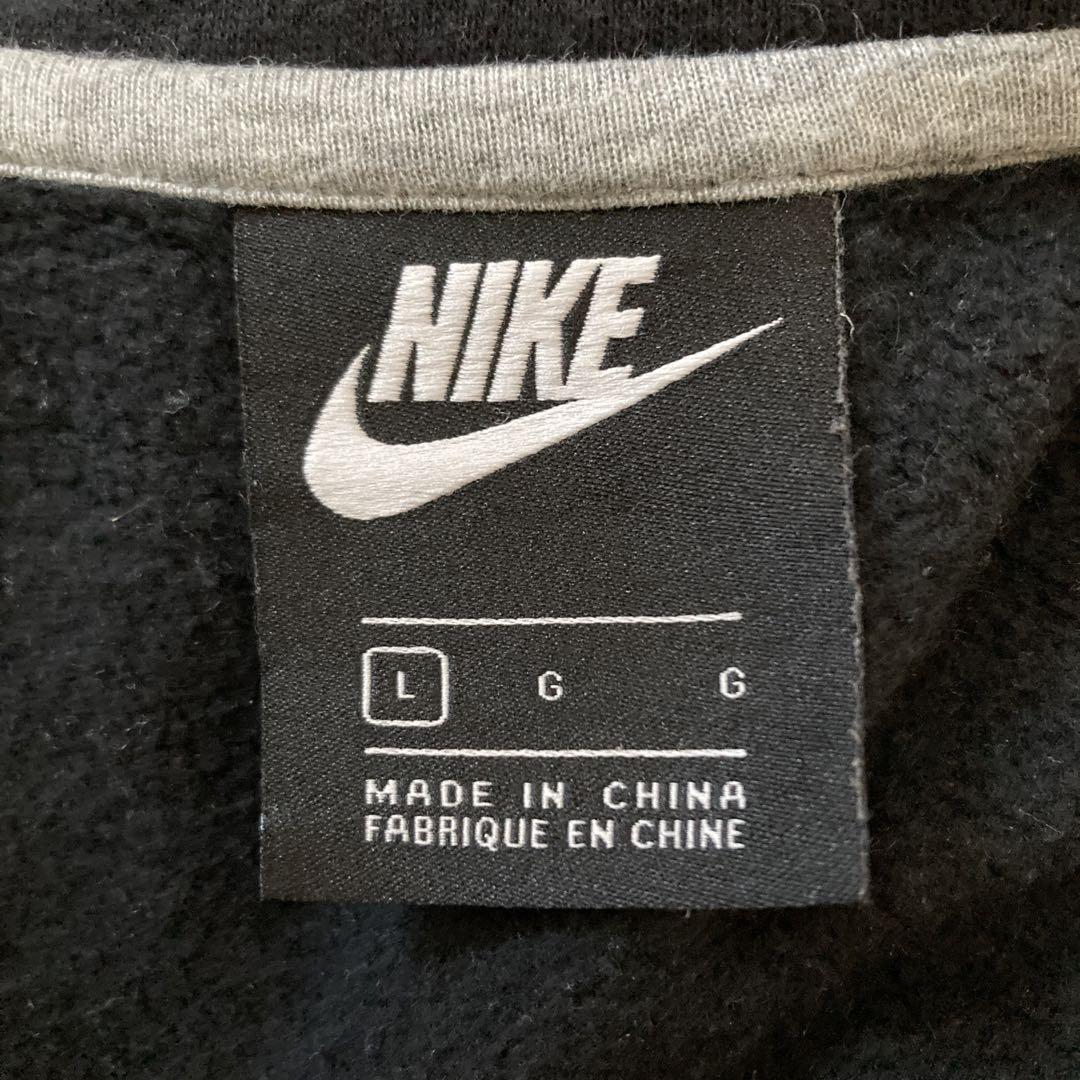 NIKE
L G G
MADE IN CHINA
FABRIQUE EN CHINE